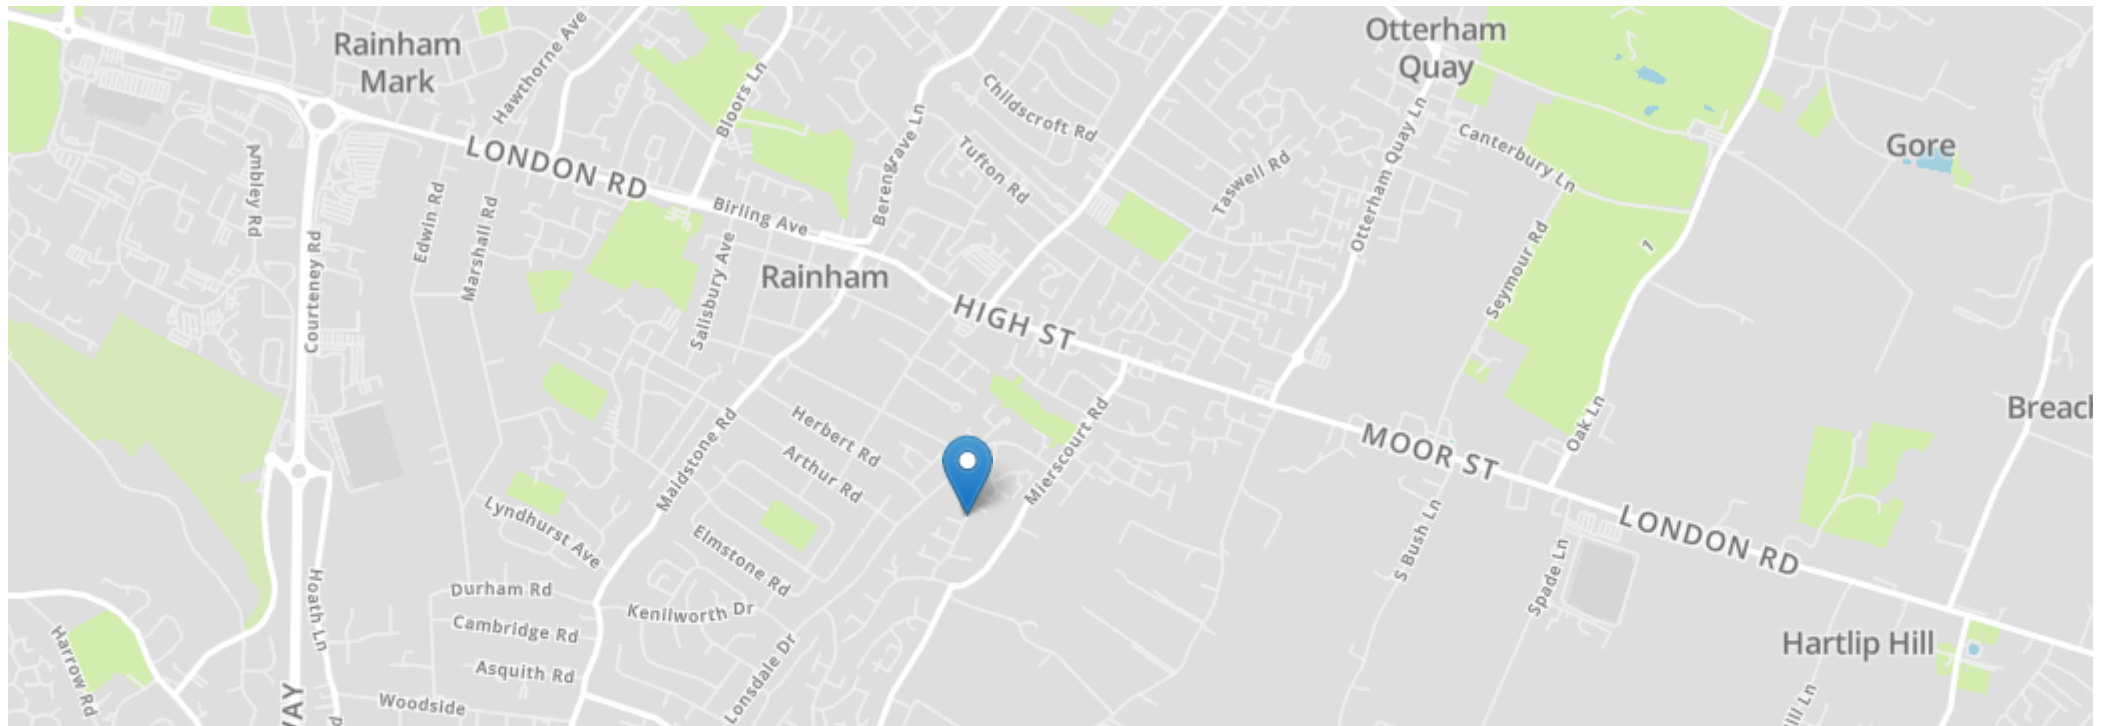 Rainham
Mark
Otterham
Quay
Hawthorne Ave
Bloors Ln
Childscroft Rd
Otterham Quay Ln
Canterbury Ln
Gore
LONDON RD
Ambley Rd
Berengrave Ln
Tufton Rd
Taswell Rd
Edwin Rd
Marshall Rd
Birling Ave
Courteney Rd
Salisbury Ave
Rainham
Seymour Rd
1
HIGH ST
Breach
Maidstone Rd
Herbert Rd
Arthur Rd
Mierscourt Rd
MOOR ST
Oak Ln
Lyndhurst Ave
Elmstone Rd
S Bush Ln
Spade Ln
LONDON RD
Hoath Ln
Durham Rd
Kenilworth Dr
Cambridge Rd
Harrow Rd
Asquith Rd
Lonsdale Dr
Hartlip Hill
Woodside